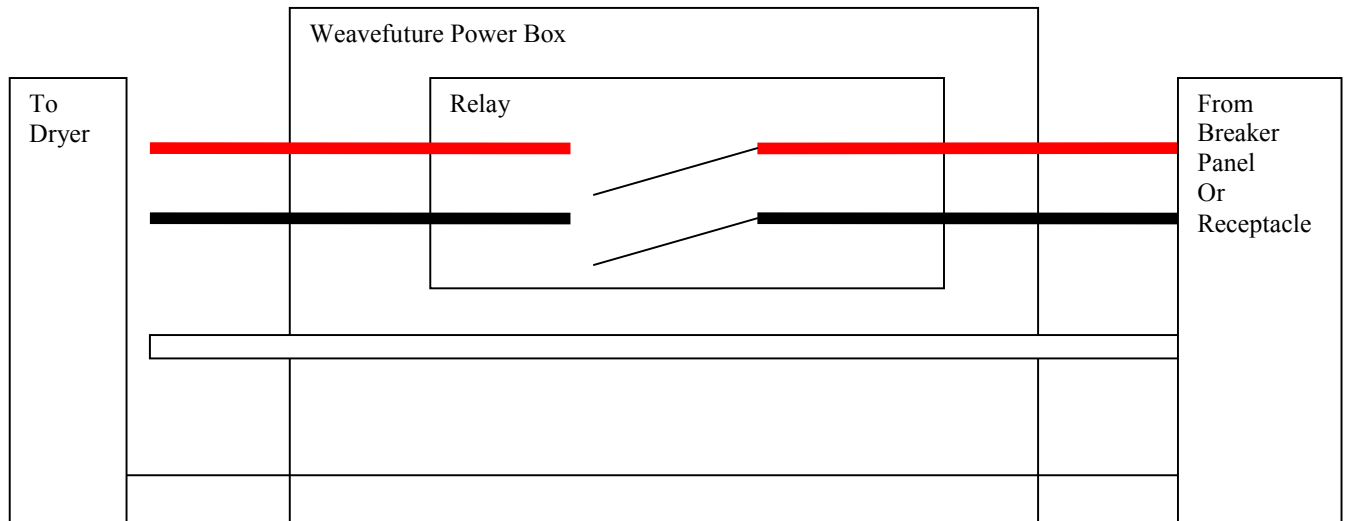 Weavefuture Power Box
To
Dryer
Relay
From
Breaker
Panel
Or
Receptacle